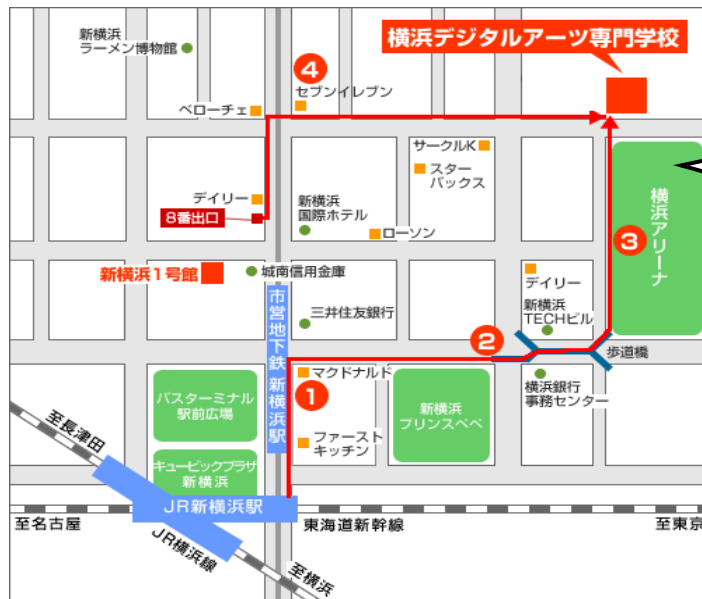 新横浜
ラーメン博物館
4
セブンイレブン
横浜デジタルアーツ専門学校
ベローチェ
サークルK
スター
バックス
デイリー
8番出口
新横浜
国際ホテル
ローソン
3
横浜アリーナ
新横浜1号館
城南信用金庫
デイリー
市営地下鉄 新横浜駅
三井住友銀行
新横浜
TECHビル
2
歩道橋
1
マクドナルド
横浜銀行
事務センター
バスターミナル
駅前広場
新横浜
プリンスペペ
至長津田
ファースト
キッチン
キュービックプラザ
新横浜
JR新横浜駅
至名古屋
東海道新幹線
至東京
JR横浜線
至横浜